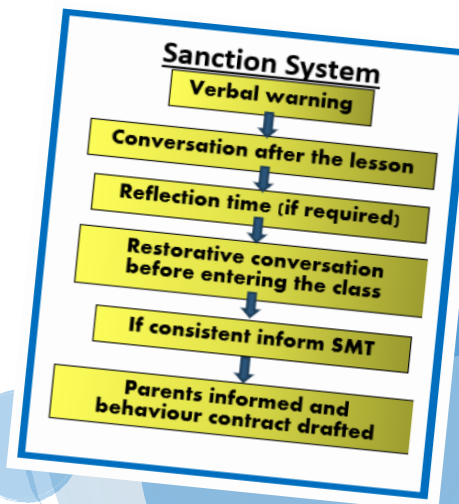 Sanction System
Verbal warning
Conversation after the lesson
Reflection time (if required)
Restorative conversation
before entering the class
If consistent inform SMT
Parents informed and
behaviour contract drafted